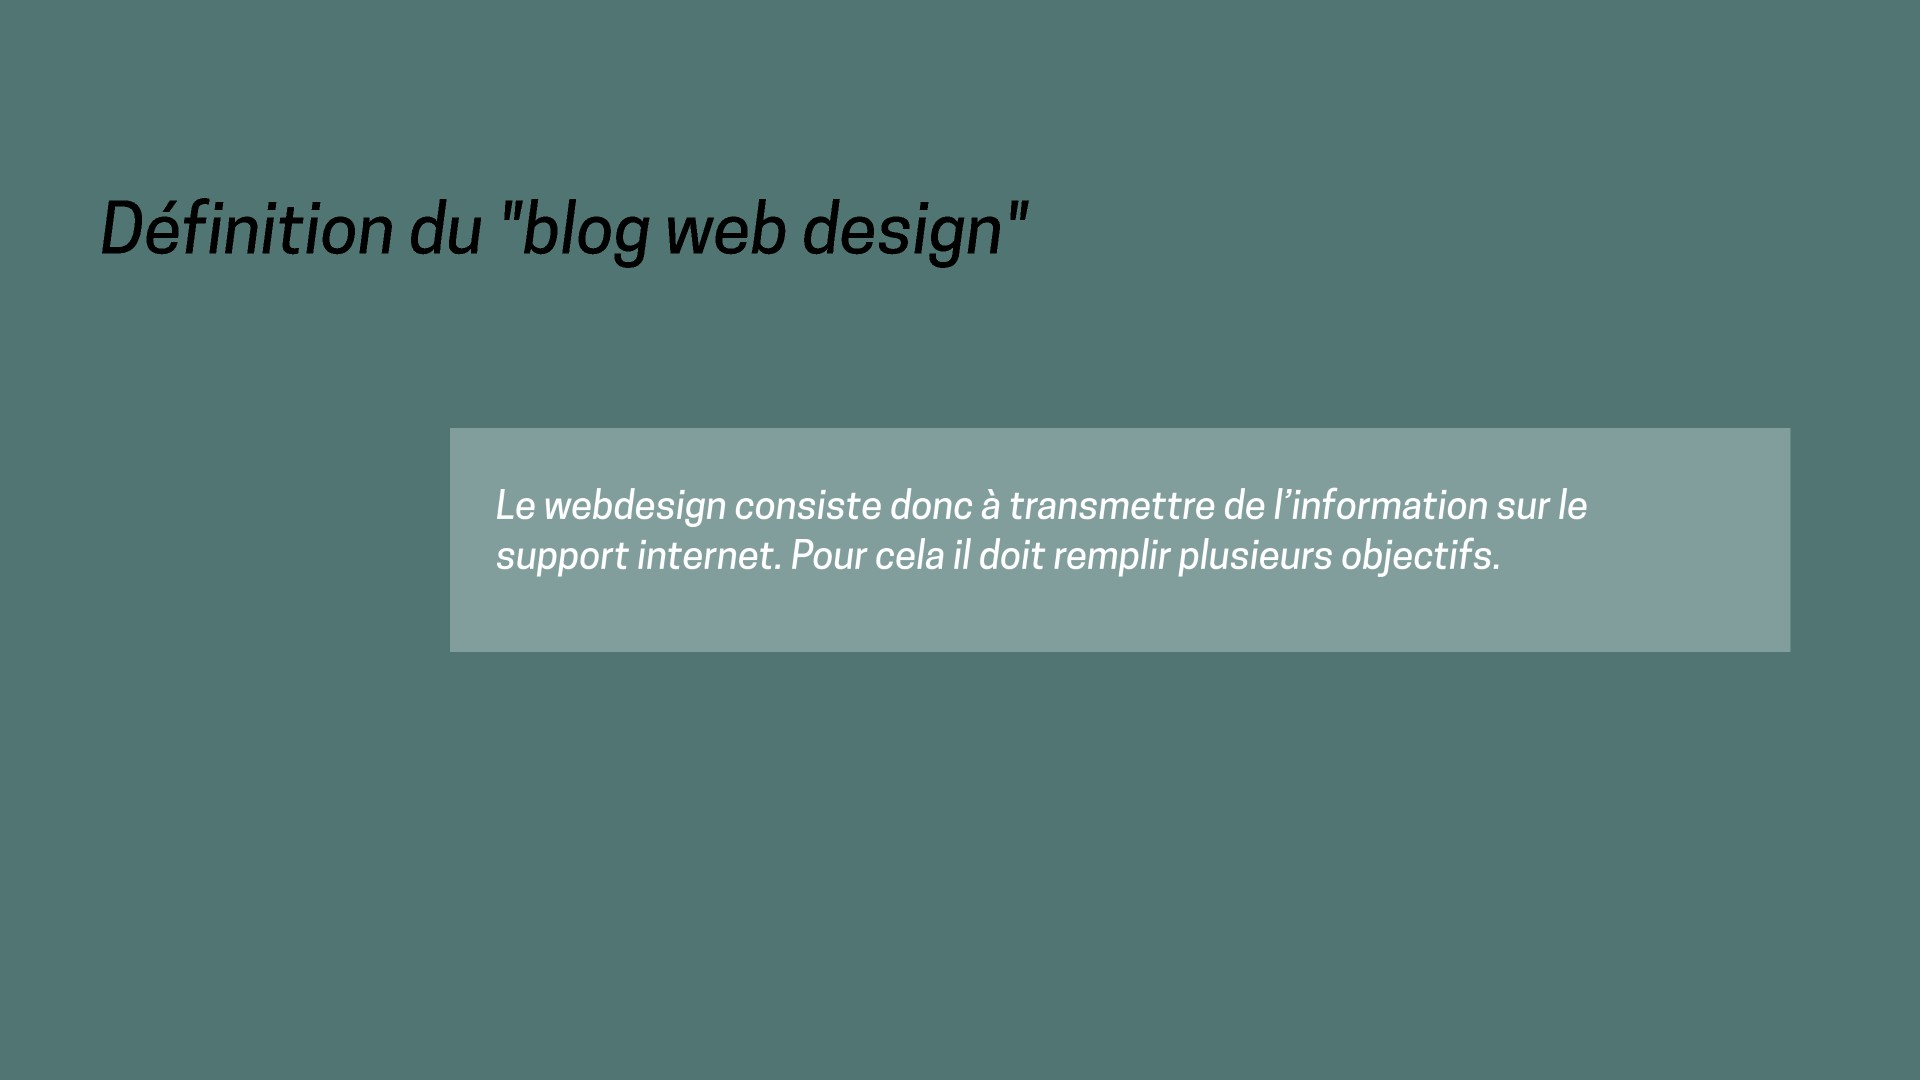 Définition du "blog web design"
Le webdesign consiste donc à transmettre de l’information sur le
support internet. Pour cela il doit remplir plusieurs objectifs.